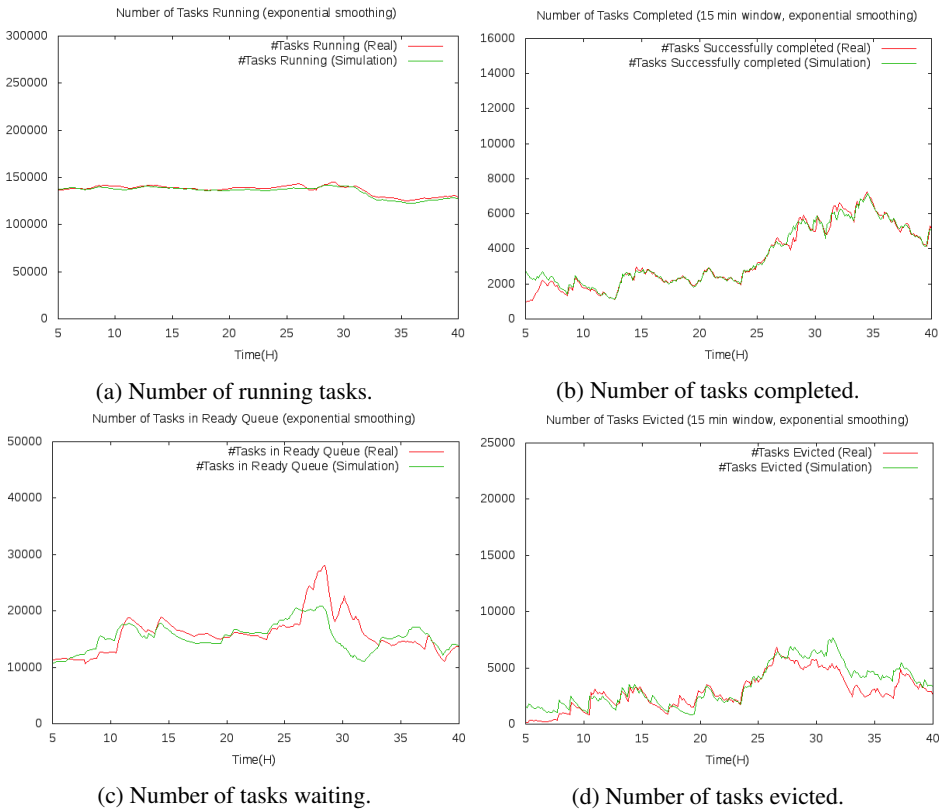 Number of Tasks Running (exponential smoothing)
300000
250000
200000
150000
100000
50000
0
#Tasks Running (Real)
#Tasks Running (Simulation)
5 10 15 20 25 30 35 40
Time(H)
(a) Number of running tasks.
Number of Tasks Completed (15 min window, exponential smoothing)
16000
14000
12000
10000
8000
6000
4000
2000
0
#Tasks Successfully completed (Real)
#Tasks Successfully completed (Simulation)
5 10 15 20 25 30 35 40
Time(H)
(b) Number of tasks completed.
Number of Tasks in Ready Queue (exponential smoothing)
50000
40000
30000
20000
10000
0
#Tasks in Ready Queue (Real)
#Tasks in Ready Queue (Simulation)
5 10 15 20 25 30 35 40
Time(H)
(c) Number of tasks waiting.
Number of Tasks Evicted (15 min window, exponential smoothing)
25000
20000
15000
10000
5000
0
#Tasks Evicted (Real)
#Tasks Evicted (Simulation)
5 10 15 20 25 30 35 40
Time(H)
(d) Number of tasks evicted.